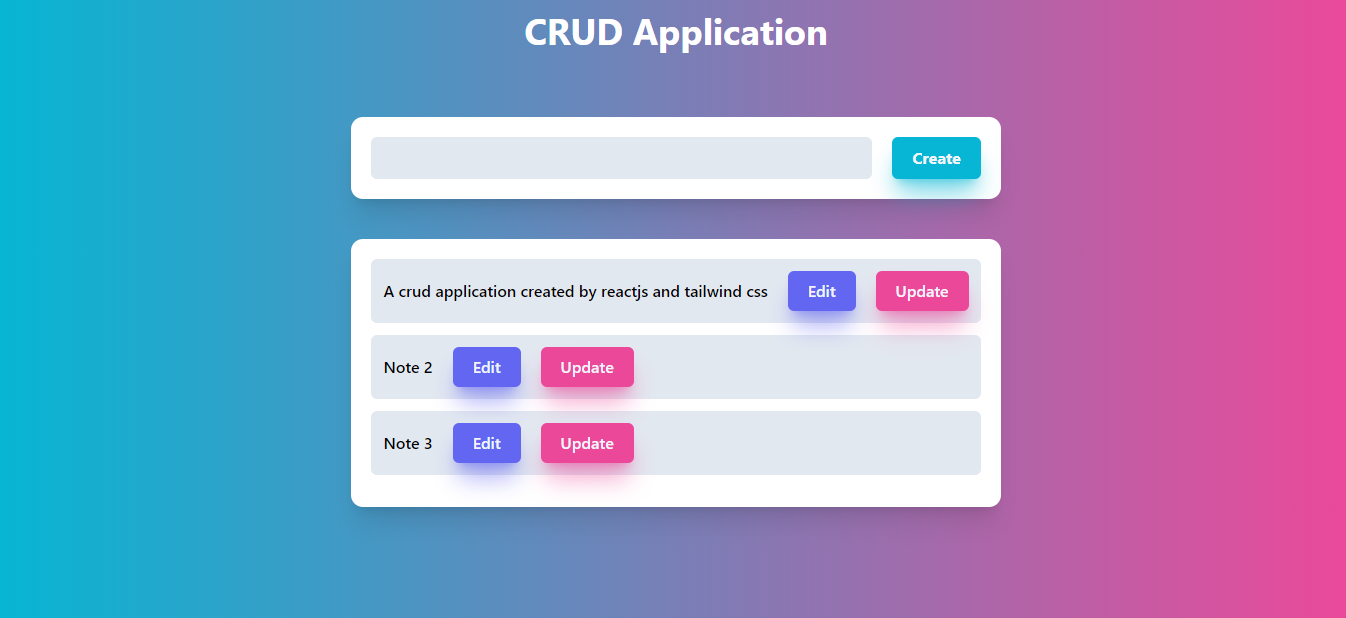 CRUD Application
Create
A crud application created by reactjs and tailwind css Edit Update
Note 2 Edit Update
Note 3 Edit Update